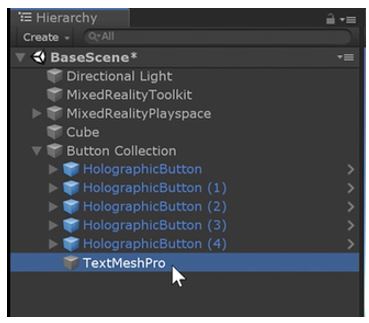 Hierarchy
Create All
BaseScene*
Directional Light
MixedRealityToolkit
MixedRealityPlayspace
Cube
Button Collection
HolographicButton
HolographicButton (1)
HolographicButton (2)
HolographicButton (3)
HolographicButton (4)
TextMeshPro